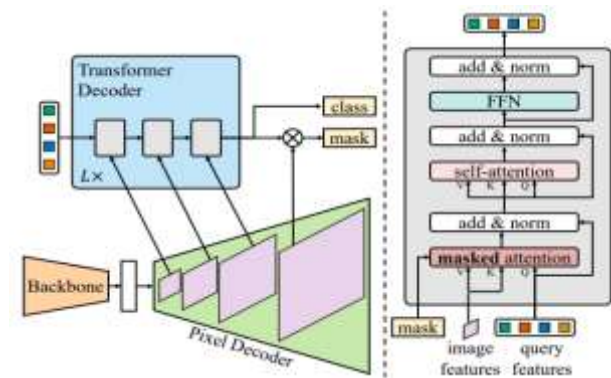 Transformer
Decoder
L×
class
mask
Backbone
Pixel Decoder
add & norm
FFN
add & norm
self-attention
V K Q
add & norm
masked attention
V K Q
mask
image
features
query
features